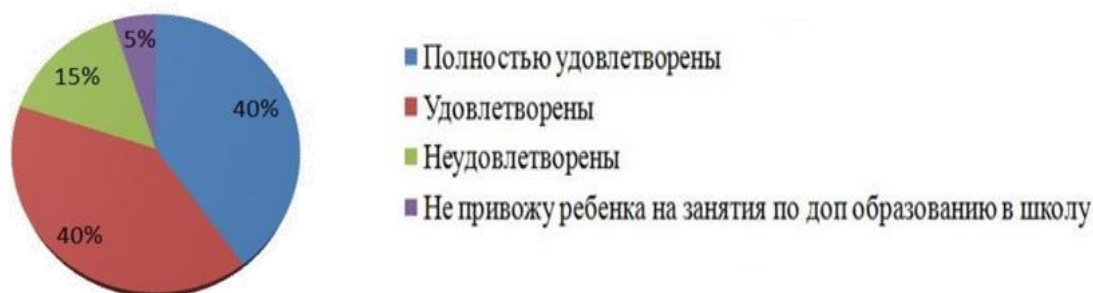 5%
15%
40%
40%
Полностью удовлетворены
Удовлетворены
Неудовлетворены
Не привожу ребенка на занятия по доп образованию в школу